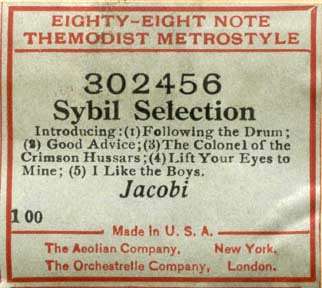 EIGHTY-EIGHT NOTE
THEMODIST METROSTYLE
302456
Sybil Selection
Introducing:(1)Following the Drum;
(2) Good Advice;(3)The Colonel of the
Crimson Hussars;(4)Lift Your Eyes to
Mine; (5) I Like the Boys.
Jacobi
1 00
Made in U. S. A.
The Aeolian Company, New York.
The Orchestrelle Company, London.